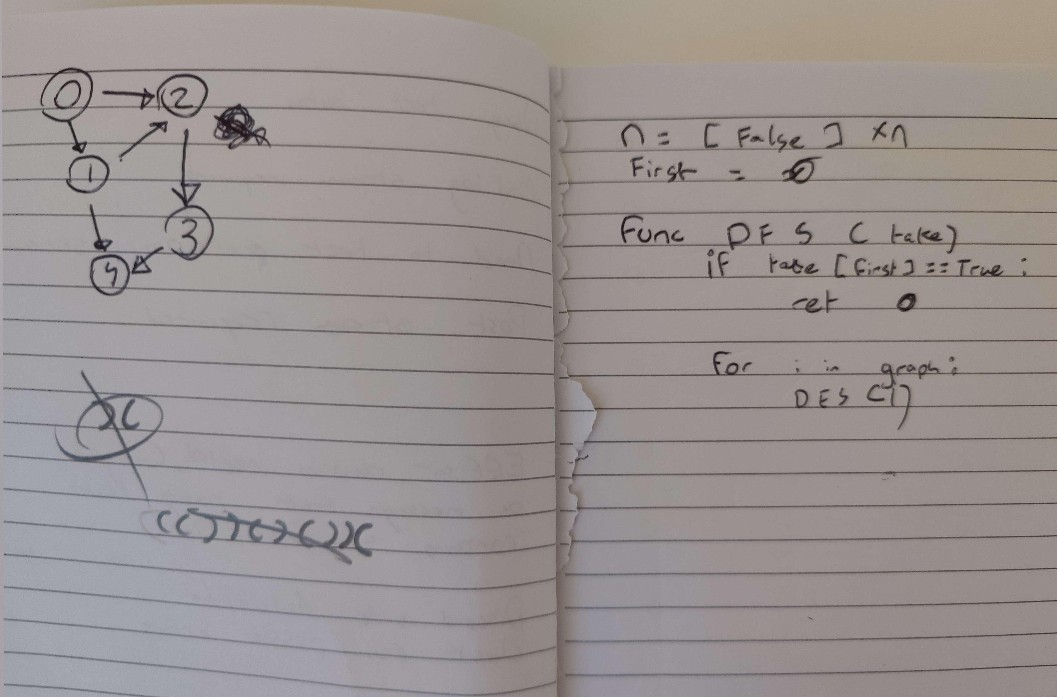 0
2
1
3
4
n = [ False ] x n
First = 0
Func DFS ( take )
if take [ First ] == True :
ret 0
For i in graph :
DFS ( i )